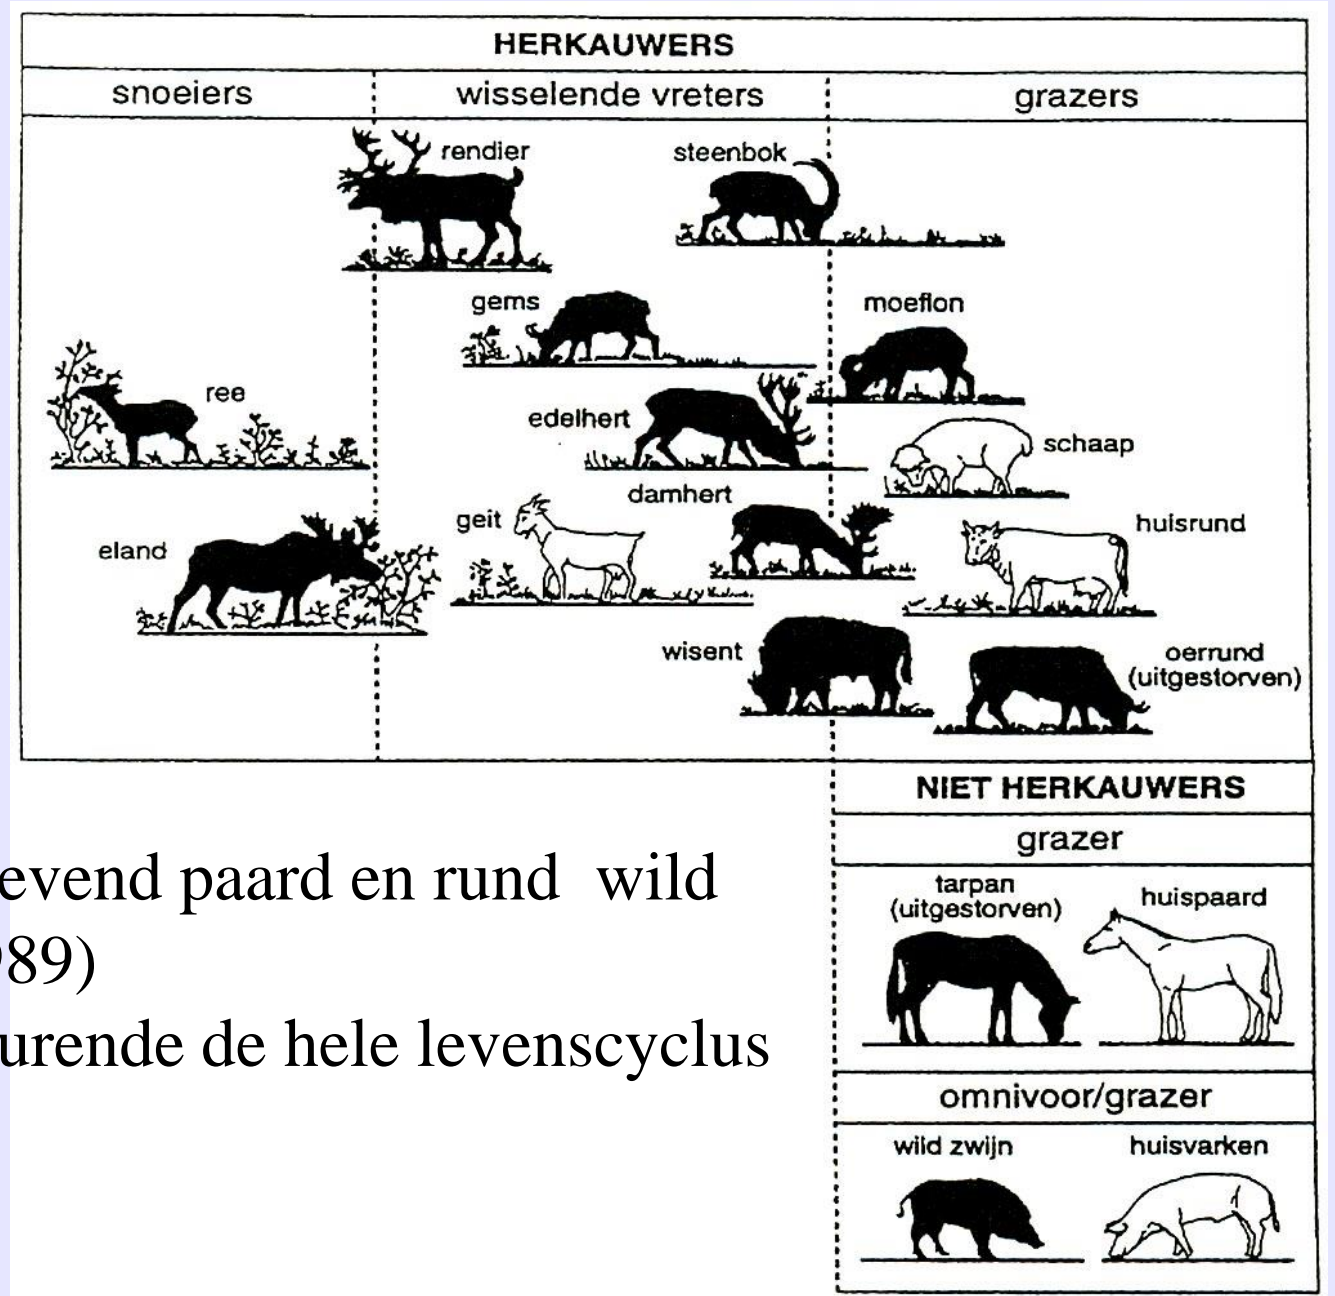 HERKAUWERS
snoeiers
wisselende vreters
grazers
rendier
steenbok
gems
moeflon
ree
edelhert
schaap
damhert
geit
huisrund
eland
wisent
oerrund
(uitgestorven)
NIET HERKAUWERS
grazer
tarpan
(uitgestorven)
huispaard
omnivoor/grazer
wild zwijn
huisvarken
evend paard en rund wild
89)
urende de hele levenscyclus